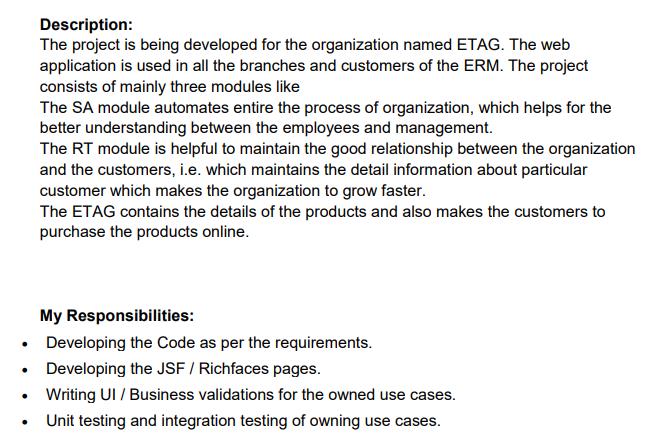 Description:
The project is being developed for the organization named ETAG. The web
application is used in all the branches and customers of the ERM. The project
consists of mainly three modules like
The SA module automates entire the process of organization, which helps for the
better understanding between the employees and management.
The RT module is helpful to maintain the good relationship between the organization
and the customers, i.e. which maintains the detail information about particular
customer which makes the organization to grow faster.
The ETAG contains the details of the products and also makes the customers to
purchase the products online.
My Responsibilities:
• Developing the Code as per the requirements.
• Developing the JSF / Richfaces pages.
• Writing UI / Business validations for the owned use cases.
• Unit testing and integration testing of owning use cases.